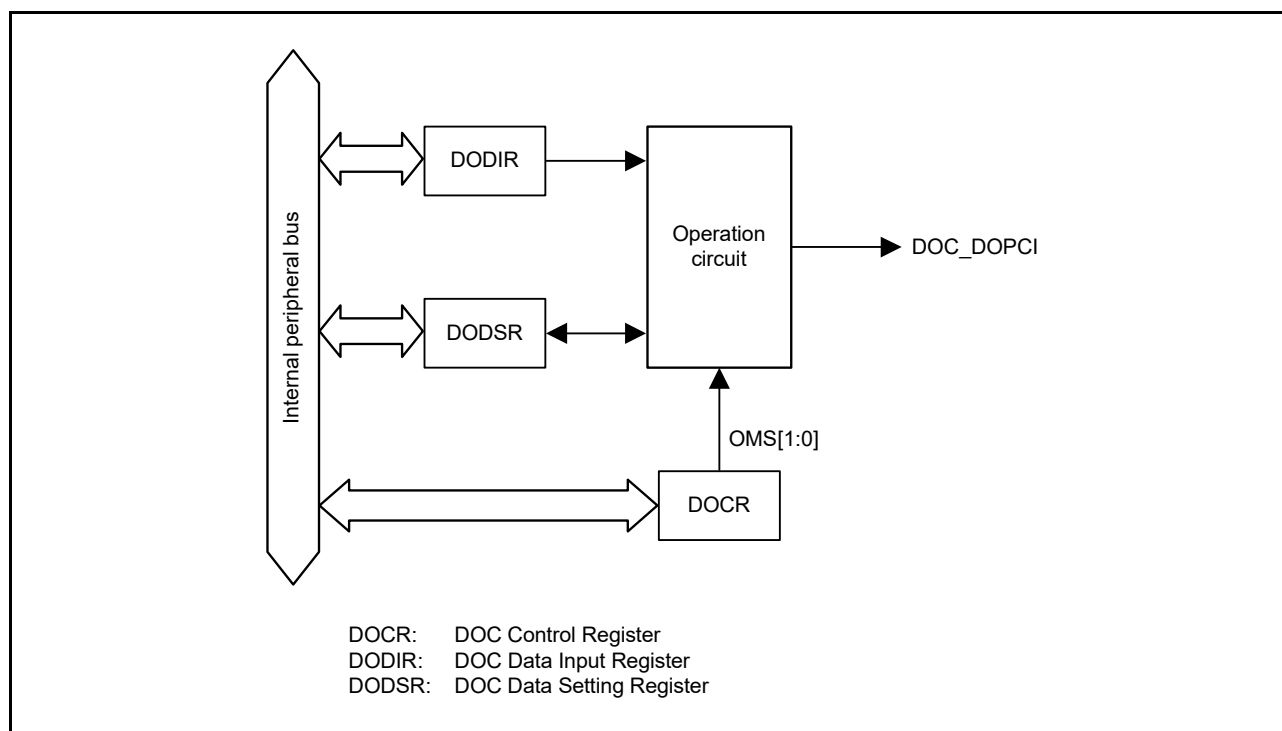 Internal peripheral bus
DODIR
DODSR
Operation
circuit
DOC_DOPCI
OMS[1:0]
DOCR
DOCR: DOC Control Register
DODIR: DOC Data Input Register
DODSR: DOC Data Setting Register